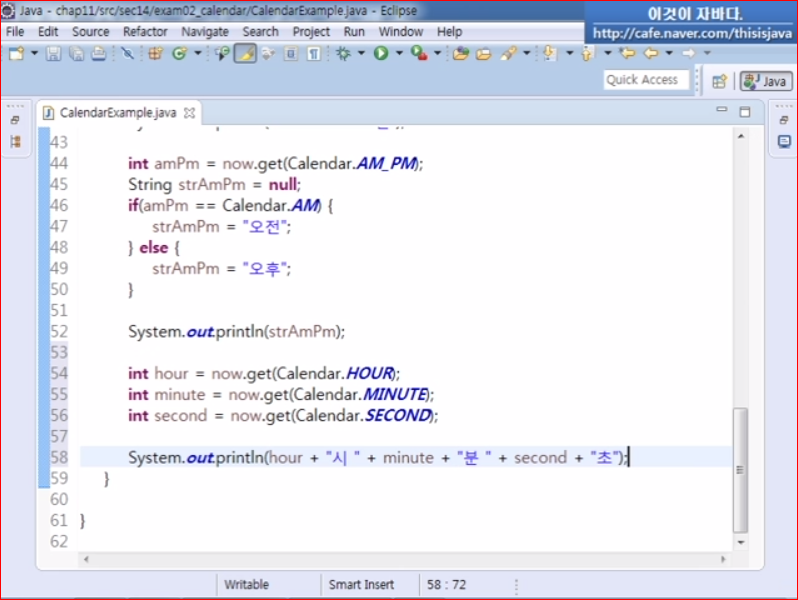 Java - chap11/src/sec14/exam02_calendar/CalendarExample.java - Eclipse
이것이 자바다.
http://cafe.naver.com/thisisjava
File Edit Source Refactor Navigate Search Project Run Window Help
Quick Access
Java
CalendarExample.java
43
44 int amPm = now.get(Calendar.AM_PM);
45 String strAmPm = null;
46 if(amPm == Calendar.AM) {
47 strAmPm = "오전";
48 } else {
49 strAmPm = "오후";
50 }
51
52 System.out.println(strAmPm);
53
54 int hour = now.get(Calendar.HOUR);
55 int minute = now.get(Calendar.MINUTE);
56 int second = now.get(Calendar.SECOND);
57
58 System.out.println(hour + "시 " + minute + "분 " + second + "초");
59 }
60
61 }
62
Writable Smart Insert 58 : 72